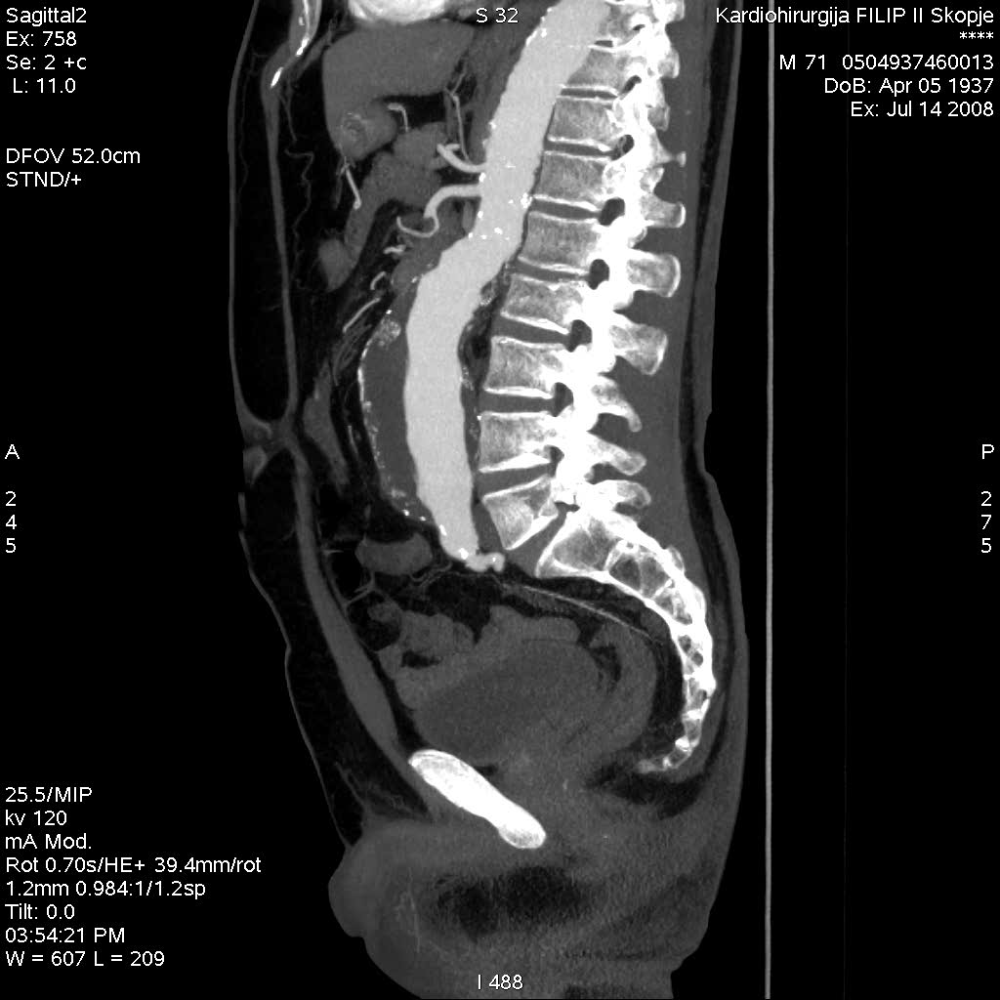 Sagittal2
Ex: 758
Se: 2 +c
L: 11.0
DFOV 52.0cm
STND/+
S 32
Kardiohirurgija FILIP II Skopje
****
M 71 0504937460013
DoB: Apr 05 1937
Ex: Jul 14 2008
A
2
4
5
P
2
7
5
25.5/MIP
kv 120
mA Mod.
Rot 0.70s/HE+ 39.4mm/rot
1.2mm 0.984:1/1.2sp
Tilt: 0.0
03:54:21 PM
W = 607 L = 209
I 488